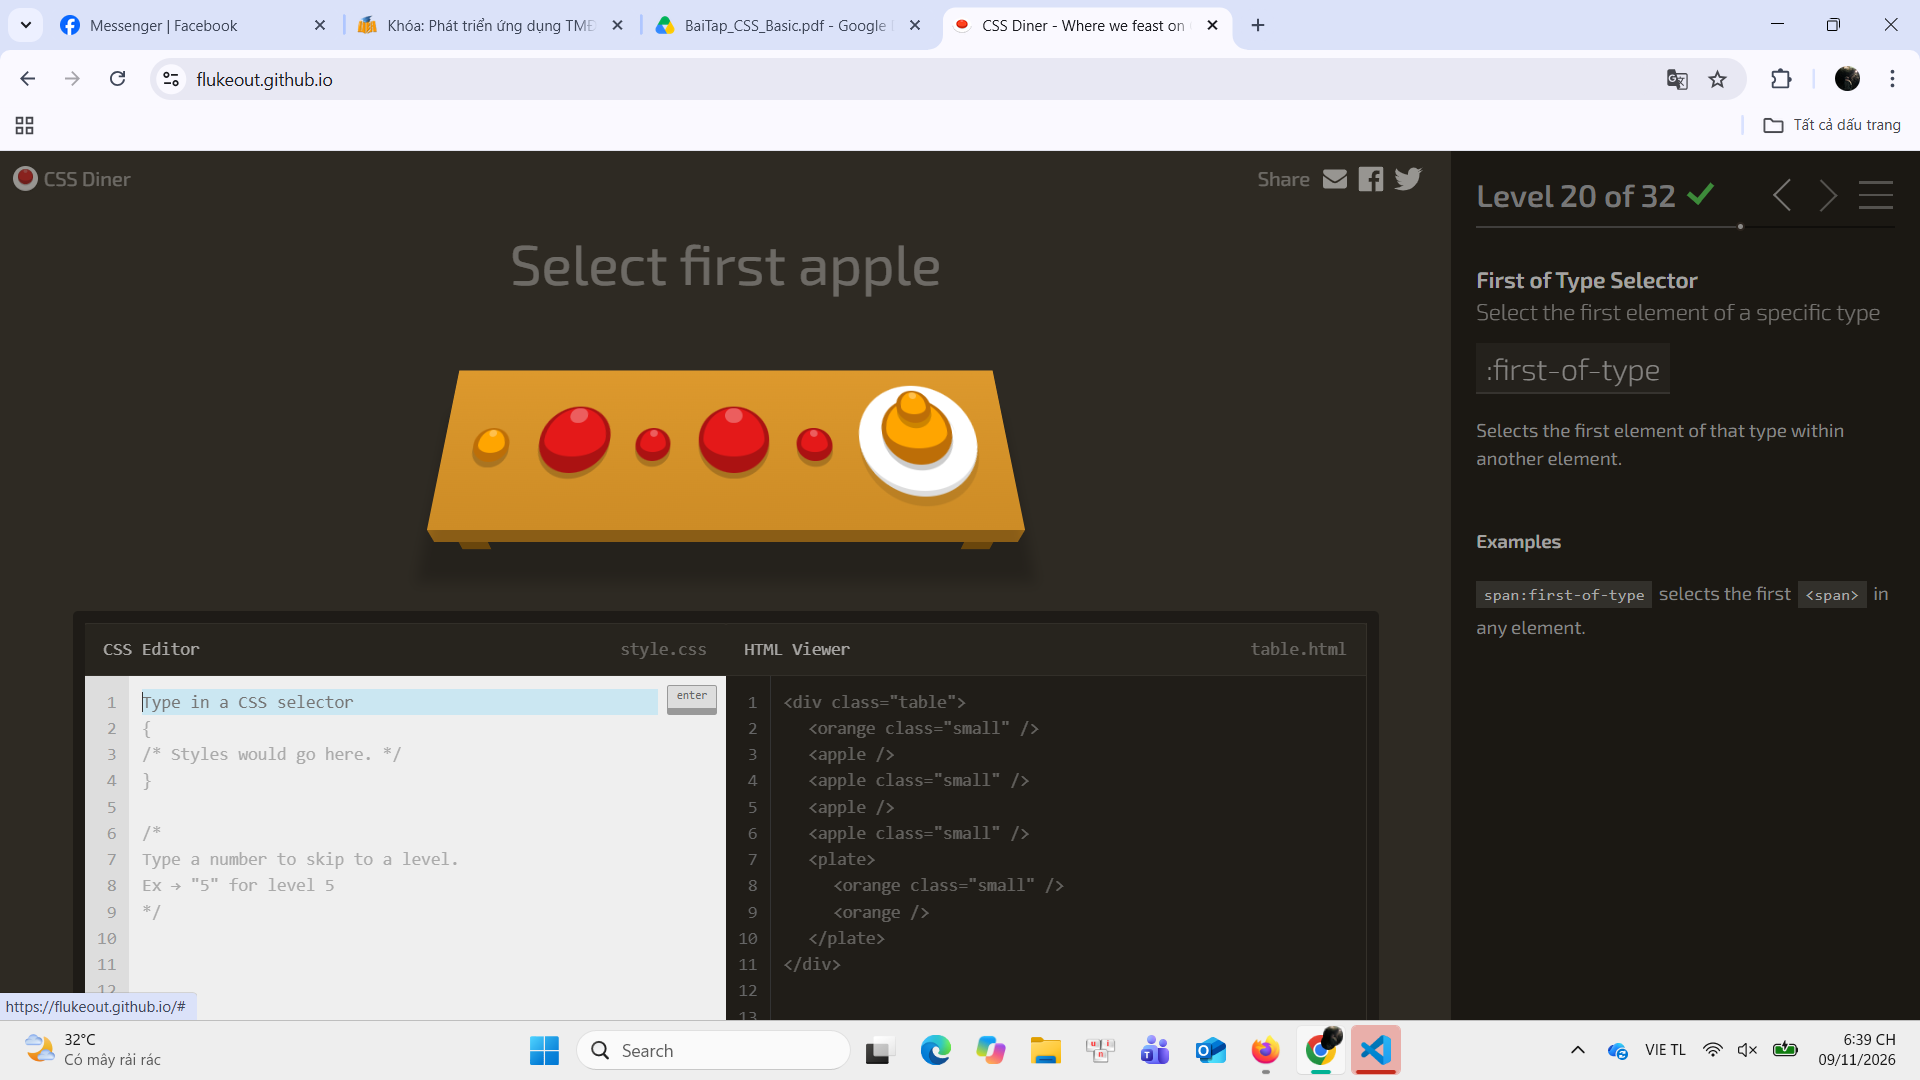 Messenger | Facebook
Khóa: Phát triển ứng dụng TMĐ
BaiTap_CSS_Basic.pdf - Google
CSS Diner - Where we feast on
flukeout.github.io
Tất cả dấu trang
CSS Diner
Share
Select first apple
CSS Editor
style.css
HTML Viewer
table.html
enter
1 Type in a CSS selector
2 {
3 /* Styles would go here. */
4 }
5
6 /*
7 Type a number to skip to a level.
8 Ex → "5" for level 5
9 */
10
11
12
1 <div class="table">
2 <orange class="small" />
3 <apple />
4 <apple class="small" />
5 <apple />
6 <apple class="small" />
7 <plate>
8 <orange class="small" />
9 <orange />
10 </plate>
11 </div>
12
13
Level 20 of 32
First of Type Selector
Select the first element of a specific type
:first-of-type
Selects the first element of that type within
another element.
Examples
span:first-of-type selects the first <span> in
any element.
https://flukeout.github.io/#
32°C
Có mây rải rác
Search
VIE TL
6:39 CH
09/11/2026